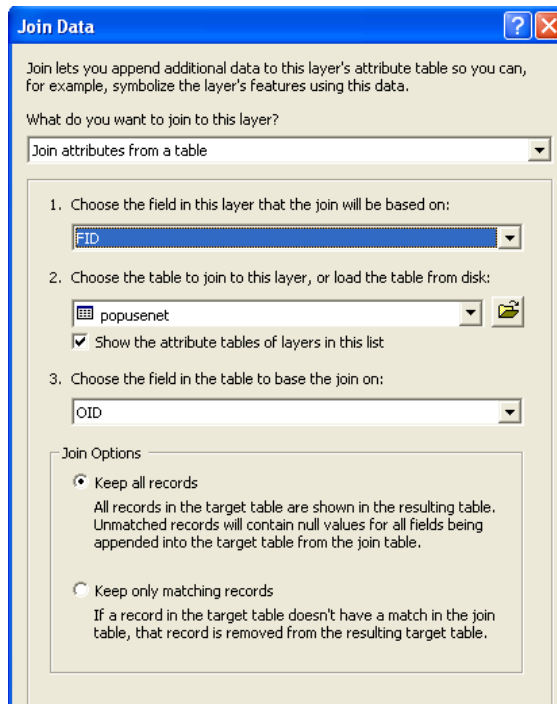 Join Data
Join lets you append additional data to this layer's attribute table so you can,
for example, symbolize the layer's features using this data.
What do you want to join to this layer?
Join attributes from a table
1. Choose the field in this layer that the join will be based on:
FID
2. Choose the table to join to this layer, or load the table from disk:
popusenet
Show the attribute tables of layers in this list
3. Choose the field in the table to base the join on:
OID
Join Options
Keep all records
All records in the target table are shown in the resulting table.
Unmatched records will contain null values for all fields being
appended into the target table from the join table.
Keep only matching records
If a record in the target table doesn't have a match in the join
table, that record is removed from the resulting target table.